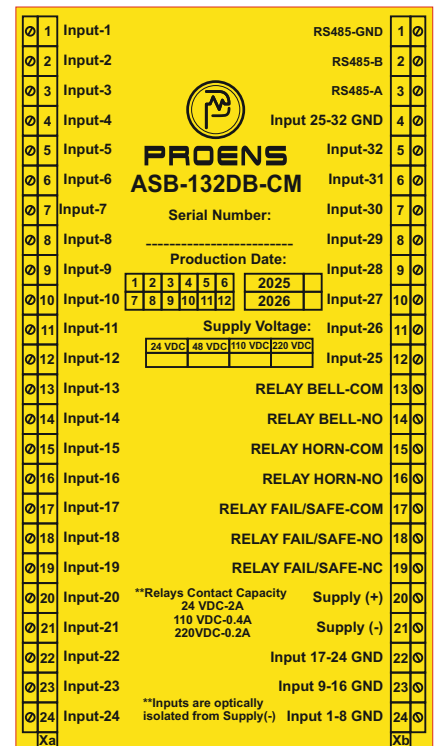 1 Input-1 RS485-GND 1
2 Input-2 RS485-B 2
3 Input-3 RS485-A 3
4 Input-4 Input 25-32 GND 4
5 Input-5 PROENS Input-32 5
6 Input-6 ASB-132DB-CM Input-31 6
7 Input-7 Serial Number: Input-30 7
8 Input-8 -------------------------- Input-29 8
9 Input-9 Production Date: Input-28 9
1 2 3 4 5 6 2025
10 Input-10 7 8 9 10 11 12 2026 Input-27 10
11 Input-11 Supply Voltage: Input-26 11
24 VDC 48 VDC 110 VDC 220 VDC
12 Input-12 Input-25 12
13 Input-13 RELAY BELL-COM 13
14 Input-14 RELAY BELL-NO 14
15 Input-15 RELAY HORN-COM 15
16 Input-16 RELAY HORN-NO 16
17 Input-17 RELAY FAIL/SAFE-COM 17
18 Input-18 RELAY FAIL/SAFE-NO 18
19 Input-19 RELAY FAIL/SAFE-NC 19
20 Input-20 **Relays Contact Capacity Supply (+) 20
24 VDC-2A
110 VDC-0.4A
21 Input-21 220VDC-0.2A Supply (-) 21
22 Input-22 Input 17-24 GND 22
23 Input-23 Input 9-16 GND 23
**Inputs are optically
24 Input-24 isolated from Supply(-) Input 1-8 GND 24
Xa Xb